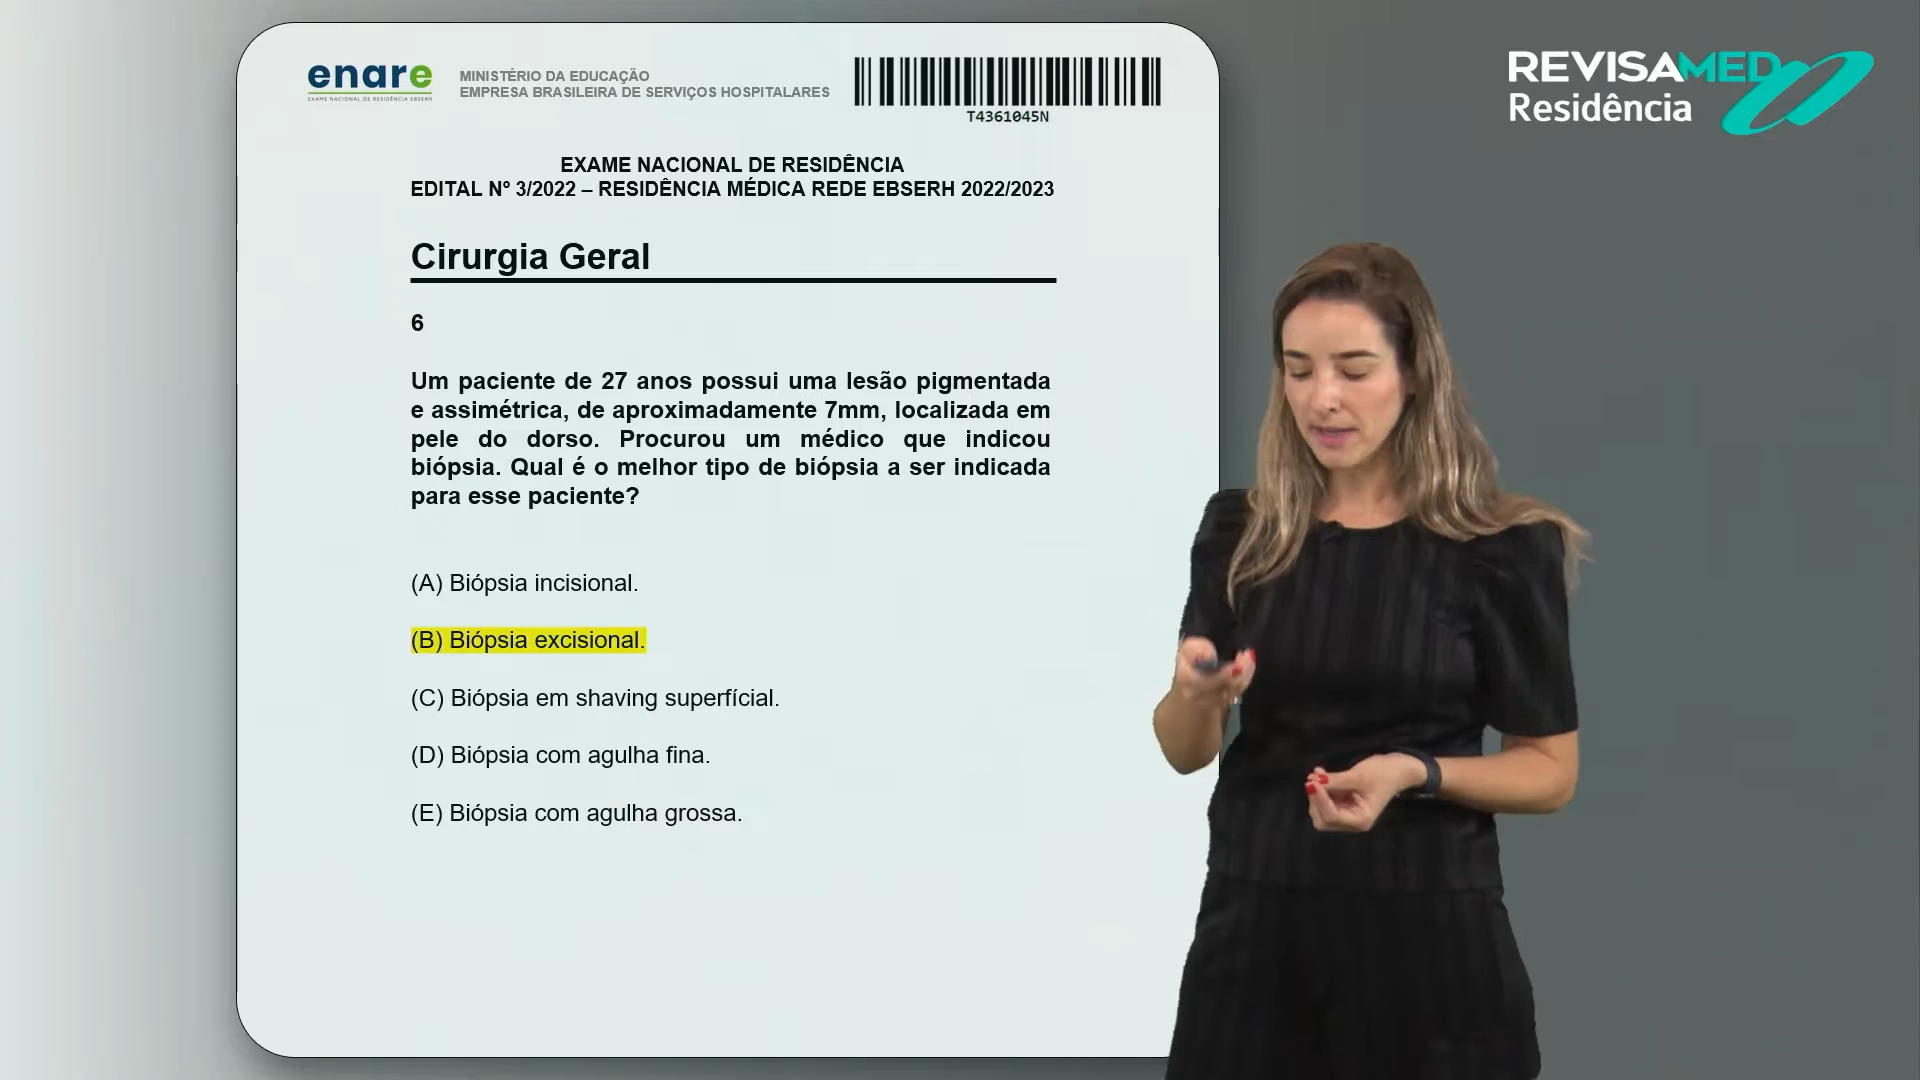 enare
EXAME NACIONAL DE RESIDÊNCIA EBSERH
MINISTÉRIO DA EDUCAÇÃO
EMPRESA BRASILEIRA DE SERVIÇOS HOSPITALARES
T4361045N
REVISAMED
Residência
EXAME NACIONAL DE RESIDÊNCIA
EDITAL Nº 3/2022 – RESIDÊNCIA MÉDICA REDE EBSERH 2022/2023
Cirurgia Geral
6
Um paciente de 27 anos possui uma lesão pigmentada
e assimétrica, de aproximadamente 7mm, localizada em
pele do dorso. Procurou um médico que indicou
biópsia. Qual é o melhor tipo de biópsia a ser indicada
para esse paciente?
(A) Biópsia incisional.
(B) Biópsia excisional.
(C) Biópsia em shaving superfícial.
(D) Biópsia com agulha fina.
(E) Biópsia com agulha grossa.